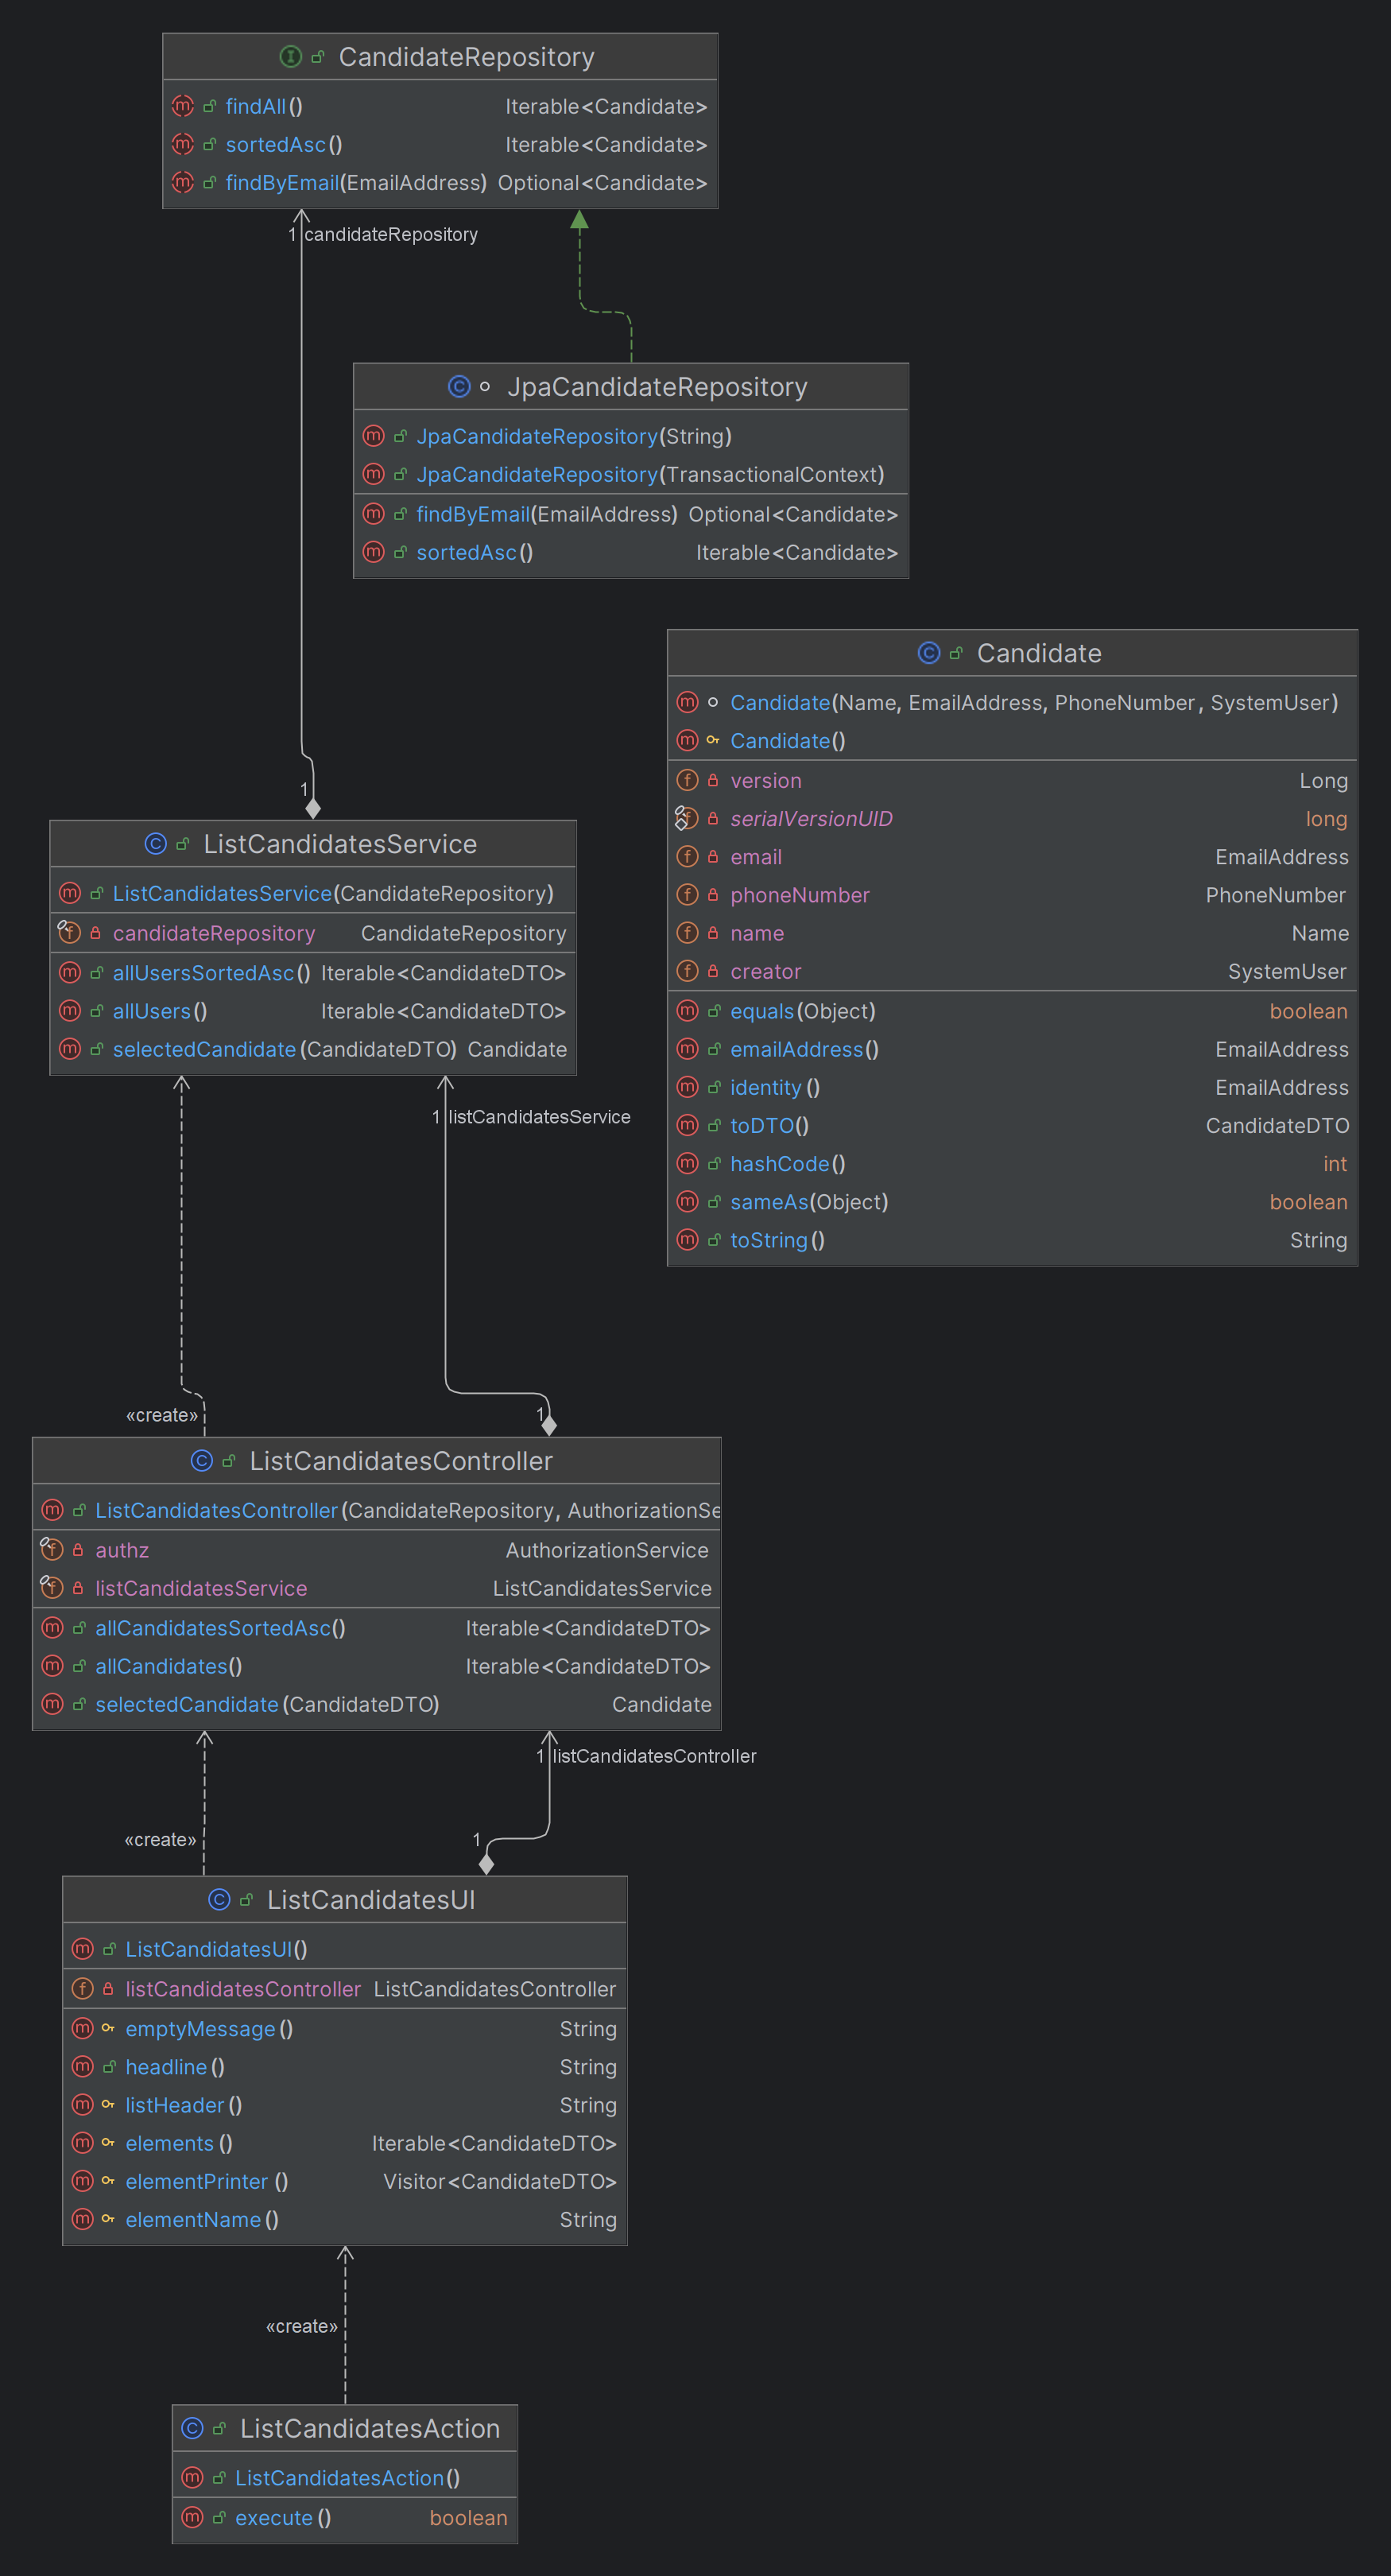 CandidateRepository
findAll() Iterable<Candidate>
sortedAsc() Iterable<Candidate>
findByEmail(EmailAddress) Optional<Candidate>
1 candidateRepository
JpaCandidateRepository
JpaCandidateRepository(String)
JpaCandidateRepository(TransactionalContext)
findByEmail(EmailAddress) Optional<Candidate>
sortedAsc() Iterable<Candidate>
Candidate
Candidate(Name, EmailAddress, PhoneNumber, SystemUser)
Candidate()
version Long
serialVersionUID long
email EmailAddress
phoneNumber PhoneNumber
name Name
creator SystemUser
equals(Object) boolean
emailAddress() EmailAddress
identity() EmailAddress
toDTO() CandidateDTO
hashCode() int
sameAs(Object) boolean
toString() String
1
ListCandidatesService
ListCandidatesService(CandidateRepository)
candidateRepository CandidateRepository
allUsersSortedAsc() Iterable<CandidateDTO>
allUsers() Iterable<CandidateDTO>
selectedCandidate(CandidateDTO) Candidate
1 listCandidatesService
«create»
1
ListCandidatesController
ListCandidatesController(CandidateRepository, AuthorizationSe
authz AuthorizationService
listCandidatesService ListCandidatesService
allCandidatesSortedAsc() Iterable<CandidateDTO>
allCandidates() Iterable<CandidateDTO>
selectedCandidate(CandidateDTO) Candidate
1 listCandidatesController
«create»
1
ListCandidatesUI
ListCandidatesUI()
listCandidatesController ListCandidatesController
emptyMessage() String
headline() String
listHeader() String
elements() Iterable<CandidateDTO>
elementPrinter() Visitor<CandidateDTO>
elementName() String
«create»
ListCandidatesAction
ListCandidatesAction()
execute() boolean